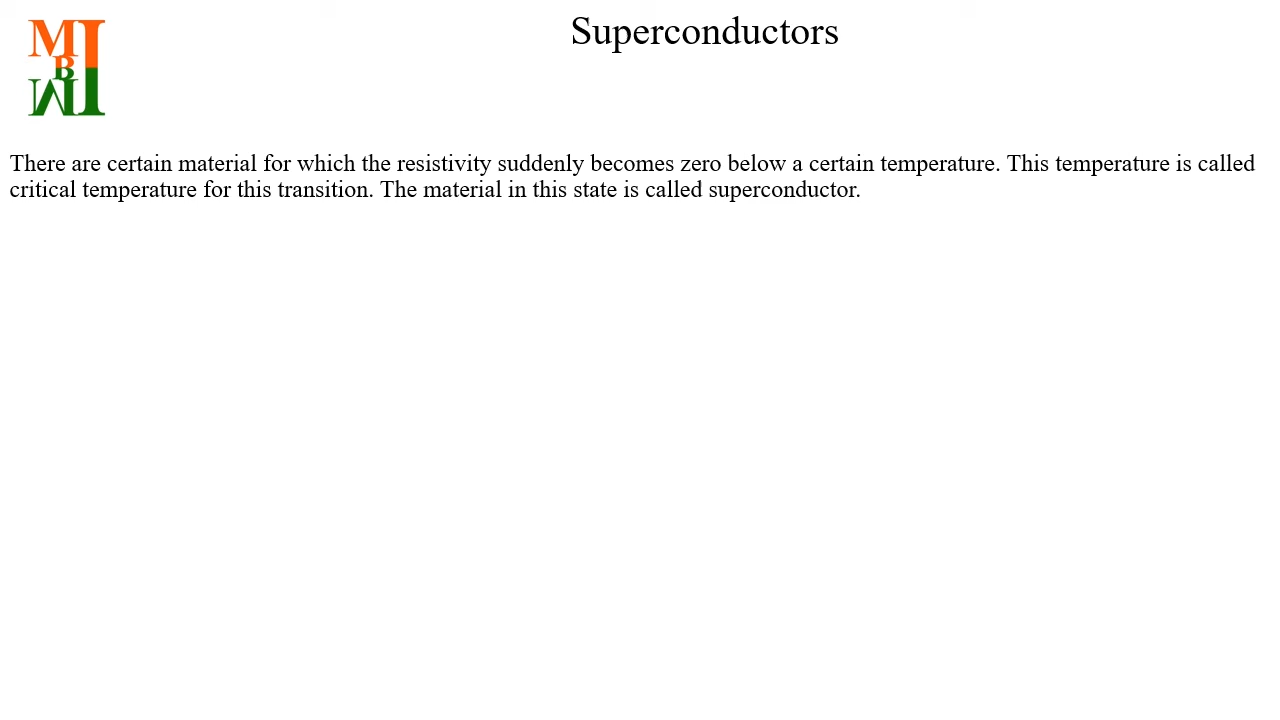 Superconductors
M I
B
M
There are certain material for which the resistivity suddenly becomes zero below a certain temperature. This temperature is called
critical temperature for this transition. The material in this state is called superconductor.